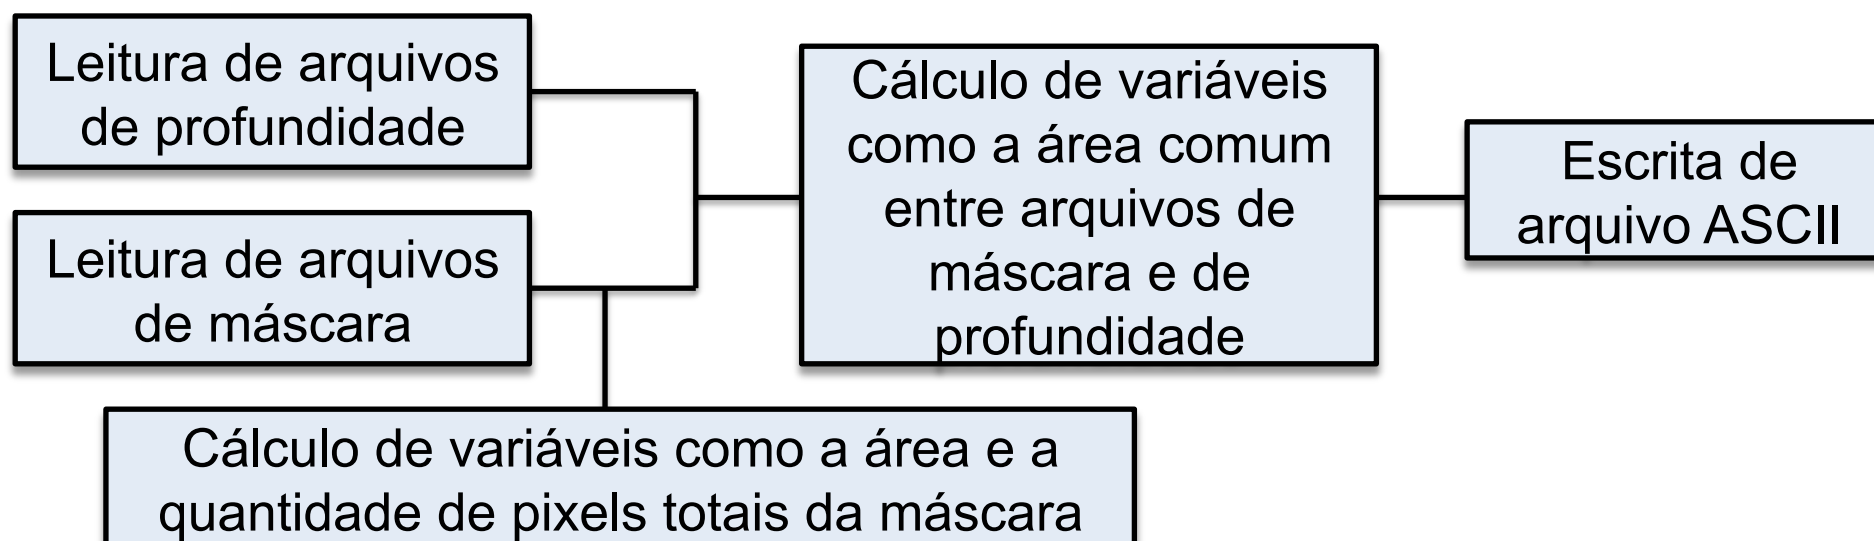 Leitura de arquivos
de profundidade
Leitura de arquivos
de máscara
Cálculo de variáveis
como a área comum
entre arquivos de
máscara e de
profundidade
Escrita de
arquivo ASCII
Cálculo de variáveis como a área e a
quantidade de pixels totais da máscara